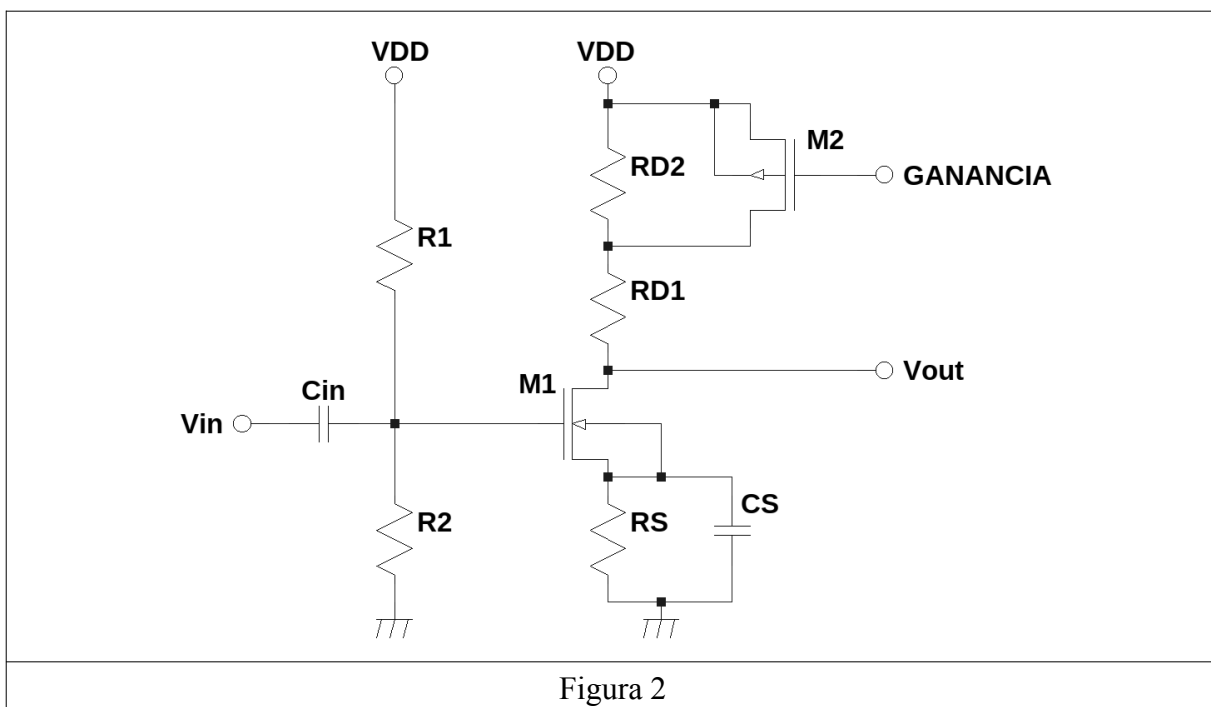 VDD
VDD
M2
RD2
GANANCIA
R1
RD1
M1
Vout
Cin
Vin
R2
RS
CS
Figura 2